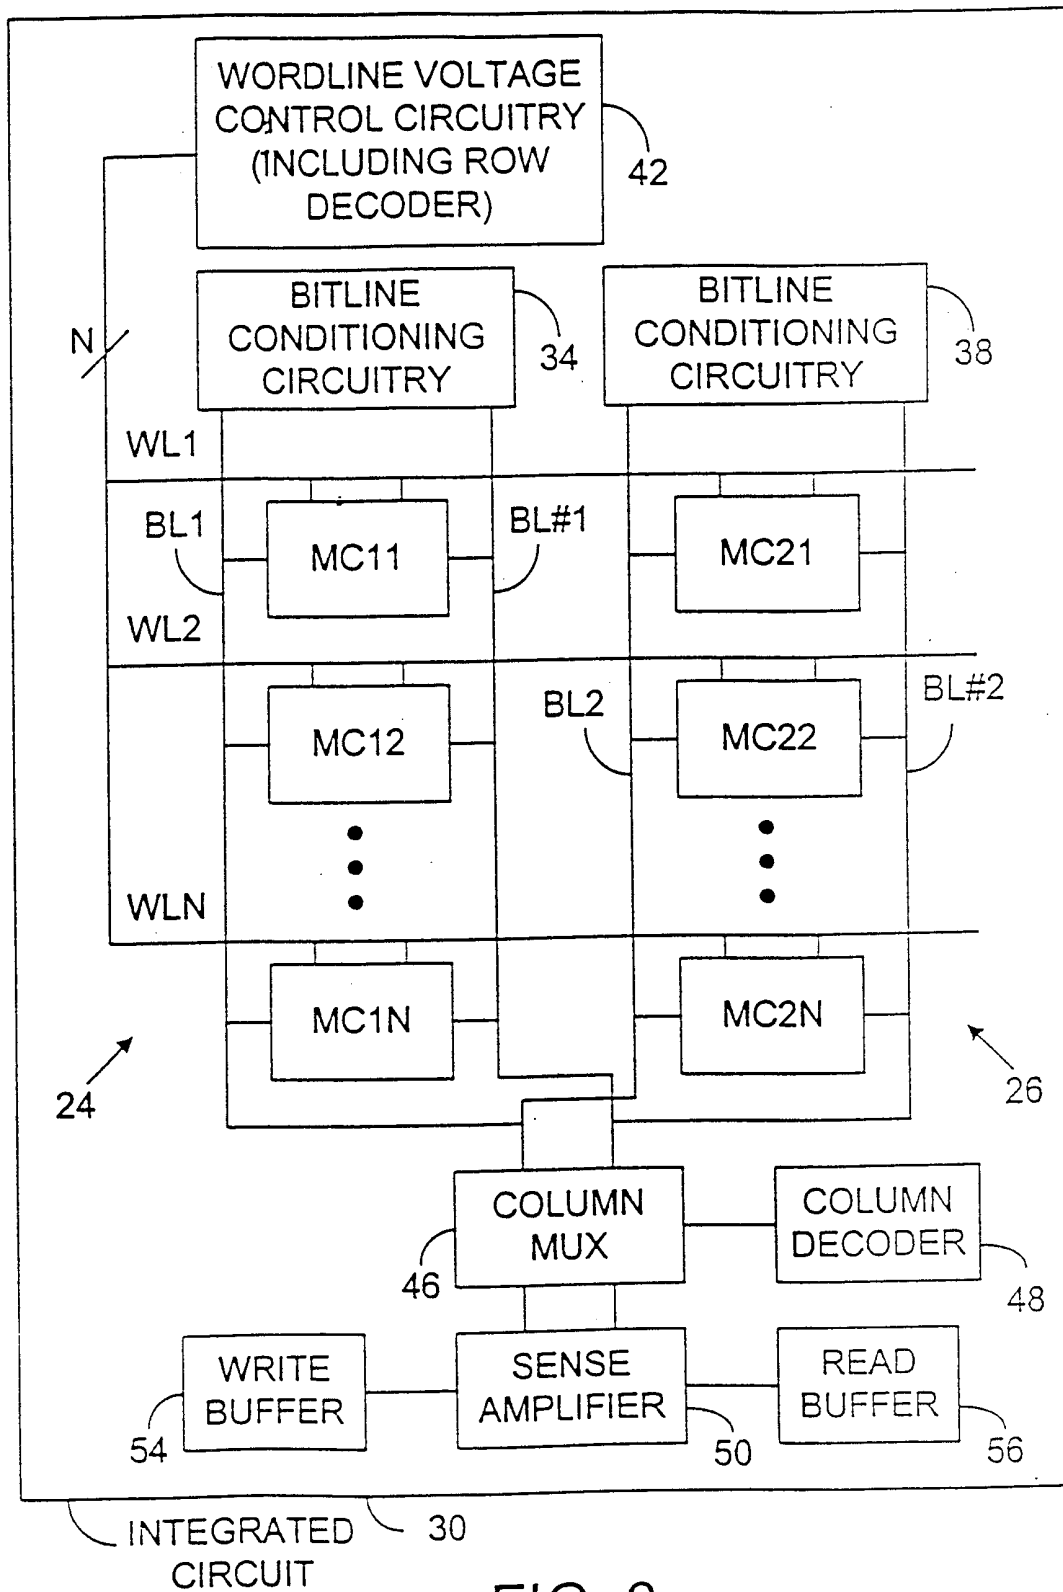 WORDLINE VOLTAGE
CONTROL CIRCUITRY
(INCLUDING ROW
DECODER)
42
N
BITLINE
CONDITIONING
CIRCUITRY
34
BITLINE
CONDITIONING
CIRCUITRY
38
WL1
BL1
MC11
BL#1
MC21
WL2
MC12
BL2
MC22
BL#2
WLN
MC1N
MC2N
24
26
COLUMN
MUX
46
COLUMN
DECODER
48
WRITE
BUFFER
54
SENSE
AMPLIFIER
50
READ
BUFFER
56
INTEGRATED
CIRCUIT
30